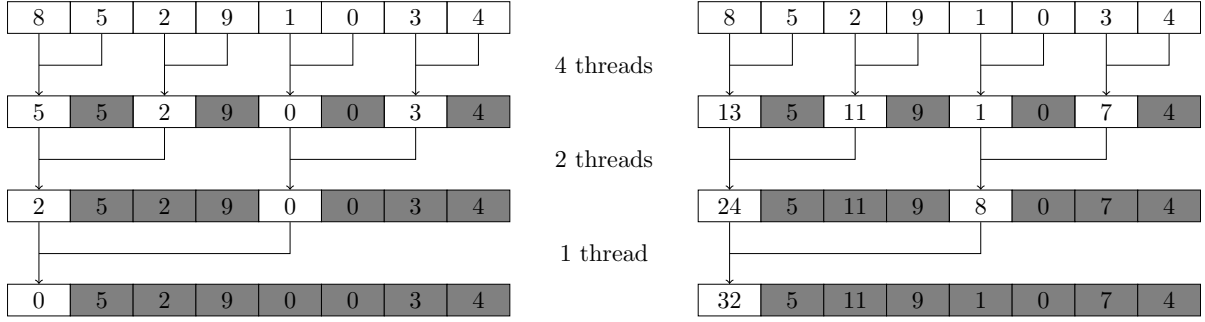 8 5 2 9 1 0 3 4 8 5 2 9 1 0 3 4
4 threads
5 5 2 9 0 0 3 4 13 5 11 9 1 0 7 4
2 threads
2 5 2 9 0 0 3 4 24 5 11 9 8 0 7 4
1 thread
0 5 2 9 0 0 3 4 32 5 11 9 1 0 7 4